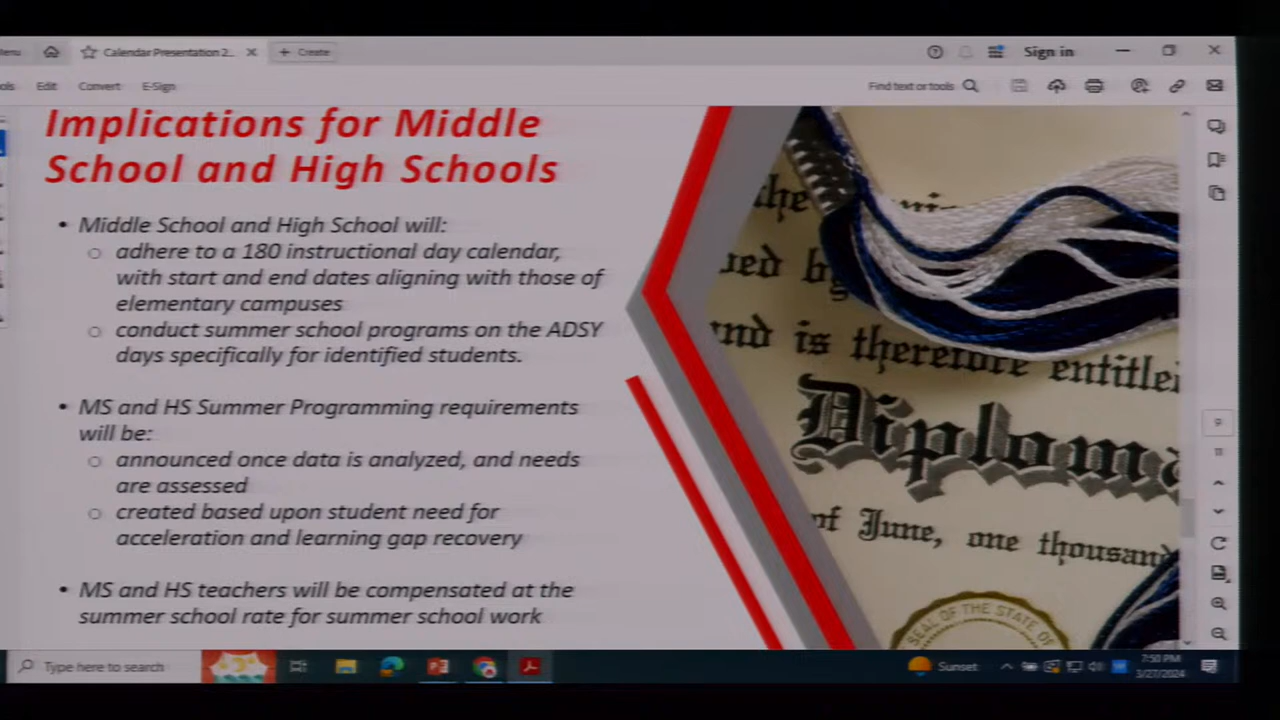 Calendar Presentation 2...
+ Create
Sign in
Edit
Convert
E-Sign
Find text or tools
Implications for Middle
School and High Schools
• Middle School and High School will:
o adhere to a 180 instructional day calendar,
with start and end dates aligning with those of
elementary campuses
o conduct summer school programs on the ADSY
days specifically for identified students.
• MS and HS Summer Programming requirements
will be:
o announced once data is analyzed, and needs
are assessed
o created based upon student need for
acceleration and learning gap recovery
• MS and HS teachers will be compensated at the
summer school rate for summer school work
the
by
and is therefore entitle
Diploma
of June, one thousand
SEAL OF THE STATE OF
9
11
Type here to search
Sunset
7:50 PM
3/27/2024